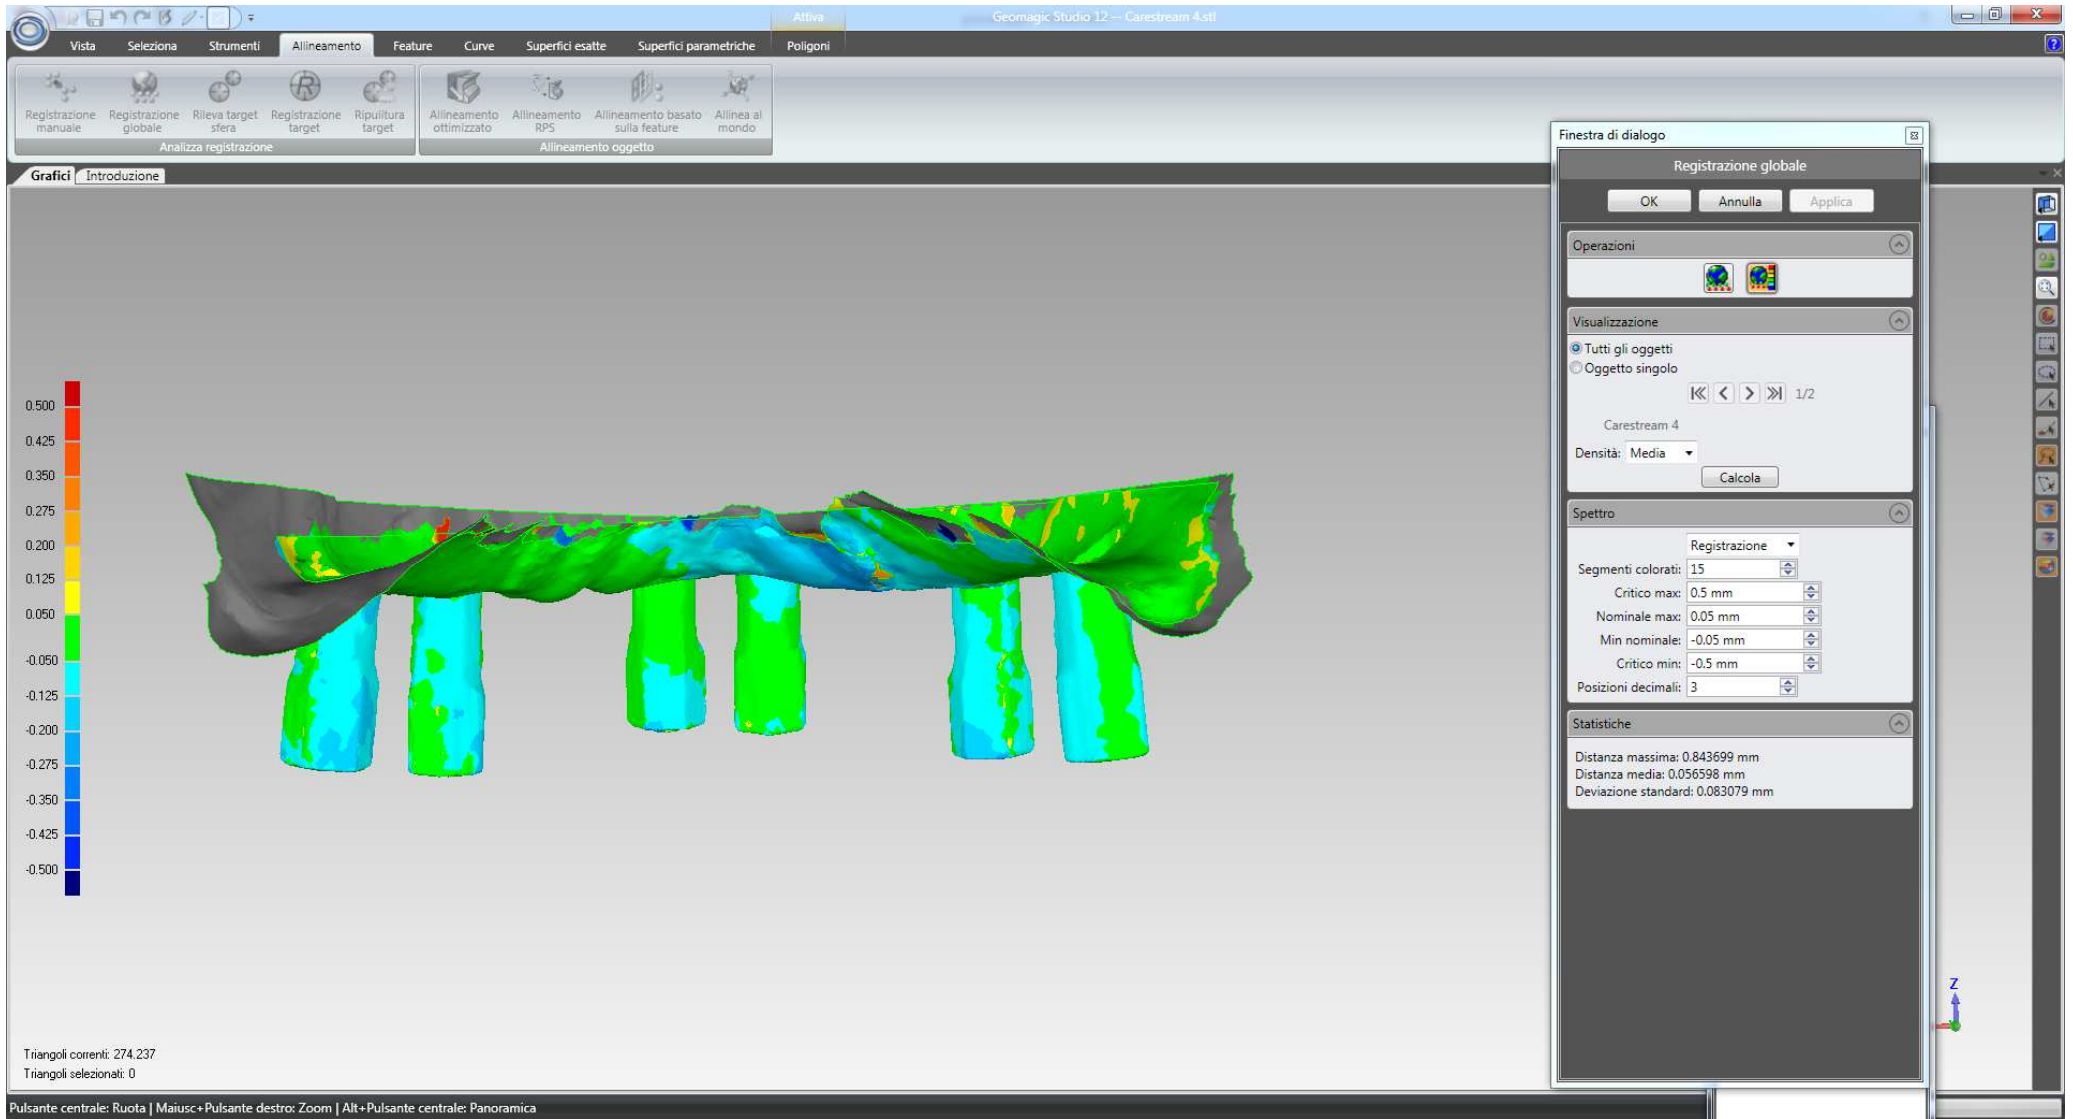 Attiva
Geomagic Studio 12 -- Carestream 4.stl
Vista Seleziona Strumenti Allineamento Feature Curve Superfici esatte Superfici parametriche Poligoni
Registrazione manuale
Registrazione globale
Rileva target sfera
Registrazione target
Ripulitura target
Allineamento ottimizzato
Allineamento RPS
Allineamento basato sulla feature
Allinea al mondo
Analizza registrazione
Allineamento oggetto
Grafici Introduzione
0.500
0.425
0.350
0.275
0.200
0.125
0.050
-0.050
-0.125
-0.200
-0.275
-0.350
-0.425
-0.500
Finestra di dialogo
Registrazione globale
OK Annulla Applica
Operazioni
Visualizzazione
Tutti gli oggetti
Oggetto singolo
1/2
Carestream 4
Densità: Media
Calcola
Spettro
Registrazione
Segmenti colorati: 15
Critico max: 0.5 mm
Nominale max: 0.05 mm
Min nominale: -0.05 mm
Critico min: -0.5 mm
Posizioni decimali: 3
Statistiche
Distanza massima: 0.843699 mm
Distanza media: 0.056598 mm
Deviazione standard: 0.083079 mm
Z
Triangoli correnti: 274.237
Triangoli selezionati: 0
Pulsante centrale: Ruota | Maiusc+Pulsante destro: Zoom | Alt+Pulsante centrale: Panoramica